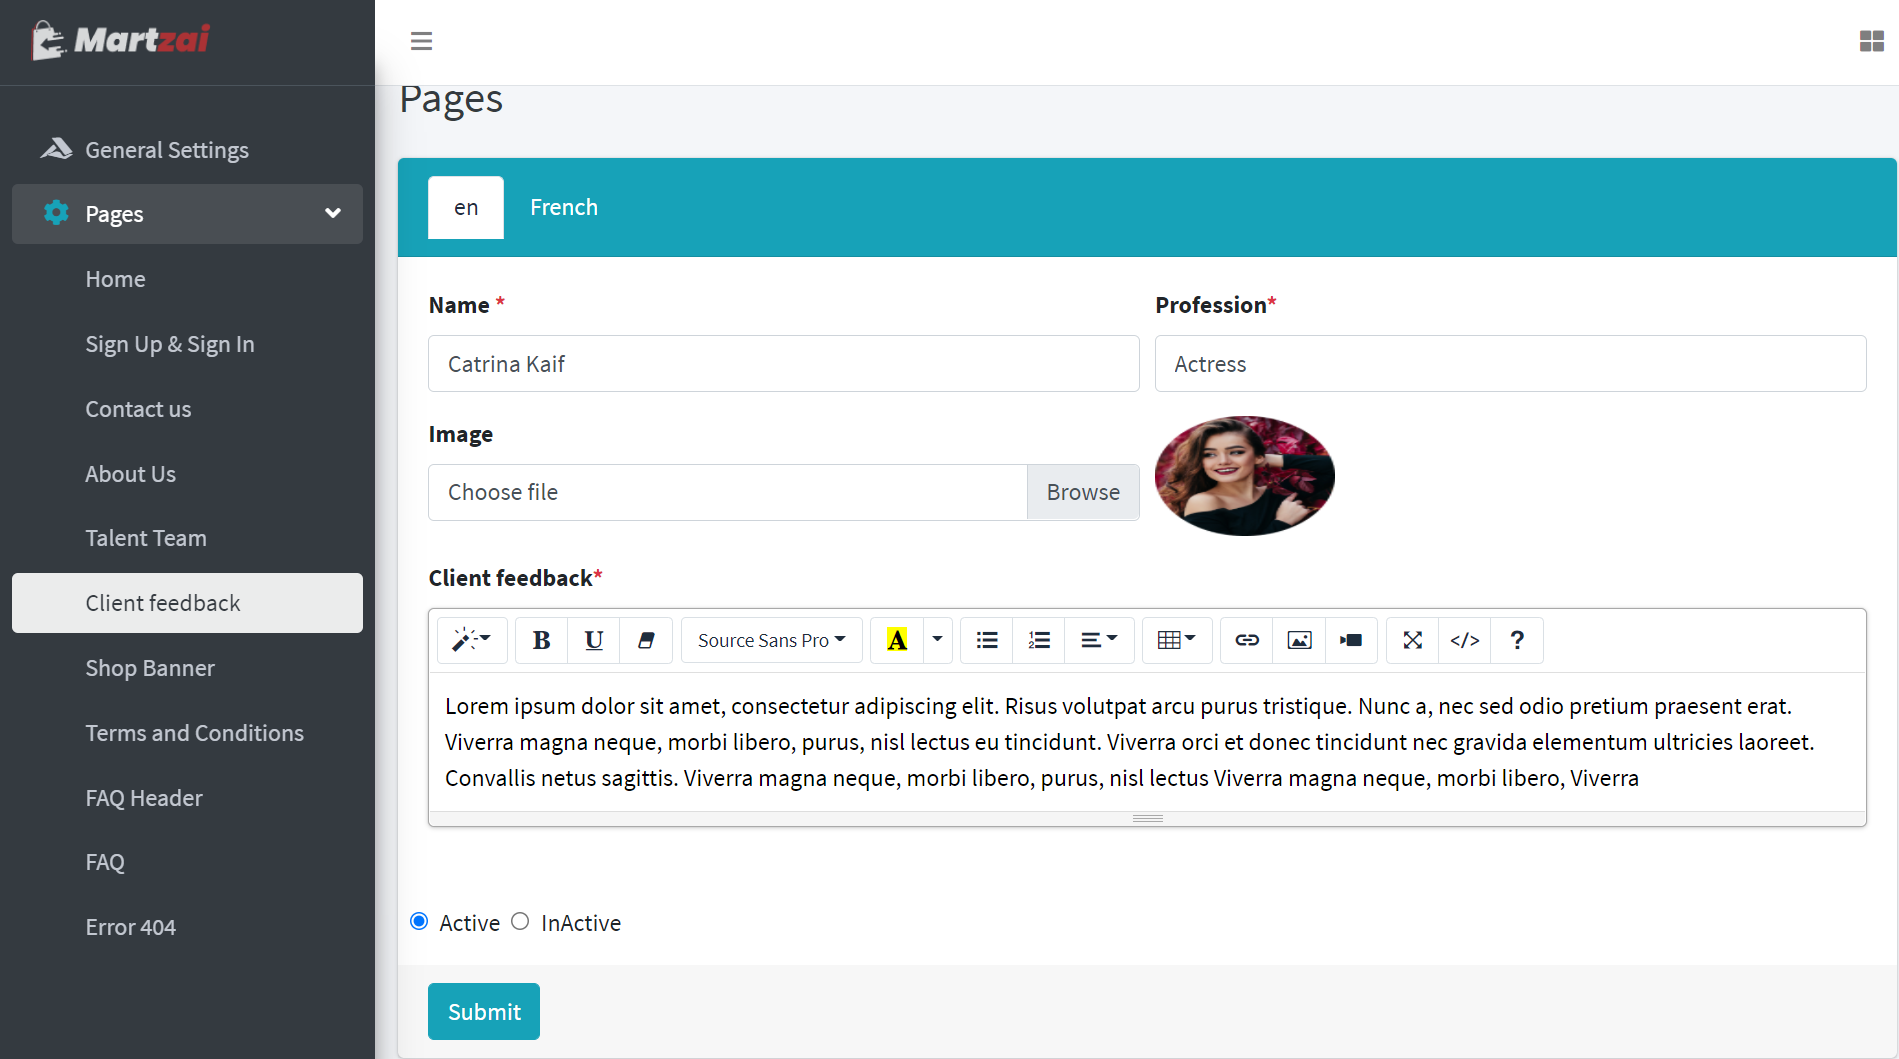 Martzai
General Settings
Pages
Home
Sign Up & Sign In
Contact us
About Us
Talent Team
Client feedback
Shop Banner
Terms and Conditions
FAQ Header
FAQ
Error 404
Pages
en French
Name * Profession*
Catrina Kaif Actress
Image
Choose file Browse
Client feedback*
B U Source Sans Pro A </> ?
Lorem ipsum dolor sit amet, consectetur adipiscing elit. Risus volutpat arcu purus tristique. Nunc a, nec sed odio pretium praesent erat.
Viverra magna neque, morbi libero, purus, nisl lectus eu tincidunt. Viverra orci et donec tincidunt nec gravida elementum ultricies laoreet.
Convallis netus sagittis. Viverra magna neque, morbi libero, purus, nisl lectus Viverra magna neque, morbi libero, Viverra
Active InActive
Submit